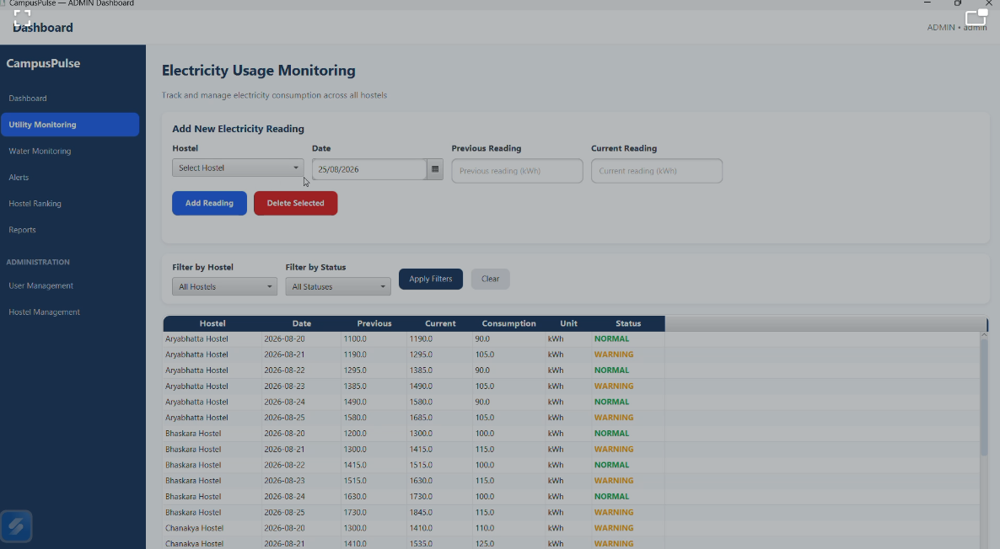 CampusPulse — ADMIN Dashboard
Dashboard
ADMIN • admin
CampusPulse
Dashboard
Utility Monitoring
Water Monitoring
Alerts
Hostel Ranking
Reports
ADMINISTRATION
User Management
Hostel Management
Electricity Usage Monitoring
Track and manage electricity consumption across all hostels
Add New Electricity Reading
Hostel Date Previous Reading Current Reading
Select Hostel 25/08/2026 Previous reading (kWh) Current reading (kWh)
Add Reading Delete Selected
Filter by Hostel Filter by Status
All Hostels All Statuses Apply Filters Clear
Hostel Date Previous Current Consumption Unit Status
Aryabhatta Hostel 2026-08-20 1100.0 1190.0 90.0 kWh NORMAL
Aryabhatta Hostel 2026-08-21 1190.0 1295.0 105.0 kWh WARNING
Aryabhatta Hostel 2026-08-22 1295.0 1385.0 90.0 kWh NORMAL
Aryabhatta Hostel 2026-08-23 1385.0 1490.0 105.0 kWh WARNING
Aryabhatta Hostel 2026-08-24 1490.0 1580.0 90.0 kWh NORMAL
Aryabhatta Hostel 2026-08-25 1580.0 1685.0 105.0 kWh WARNING
Bhaskara Hostel 2026-08-20 1200.0 1300.0 100.0 kWh NORMAL
Bhaskara Hostel 2026-08-21 1300.0 1415.0 115.0 kWh WARNING
Bhaskara Hostel 2026-08-22 1415.0 1515.0 100.0 kWh NORMAL
Bhaskara Hostel 2026-08-23 1515.0 1630.0 115.0 kWh WARNING
Bhaskara Hostel 2026-08-24 1630.0 1730.0 100.0 kWh NORMAL
Bhaskara Hostel 2026-08-25 1730.0 1845.0 115.0 kWh WARNING
Chanakya Hostel 2026-08-20 1300.0 1410.0 110.0 kWh WARNING
Chanakya Hostel 2026-08-21 1410.0 1535.0 125.0 kWh WARNING